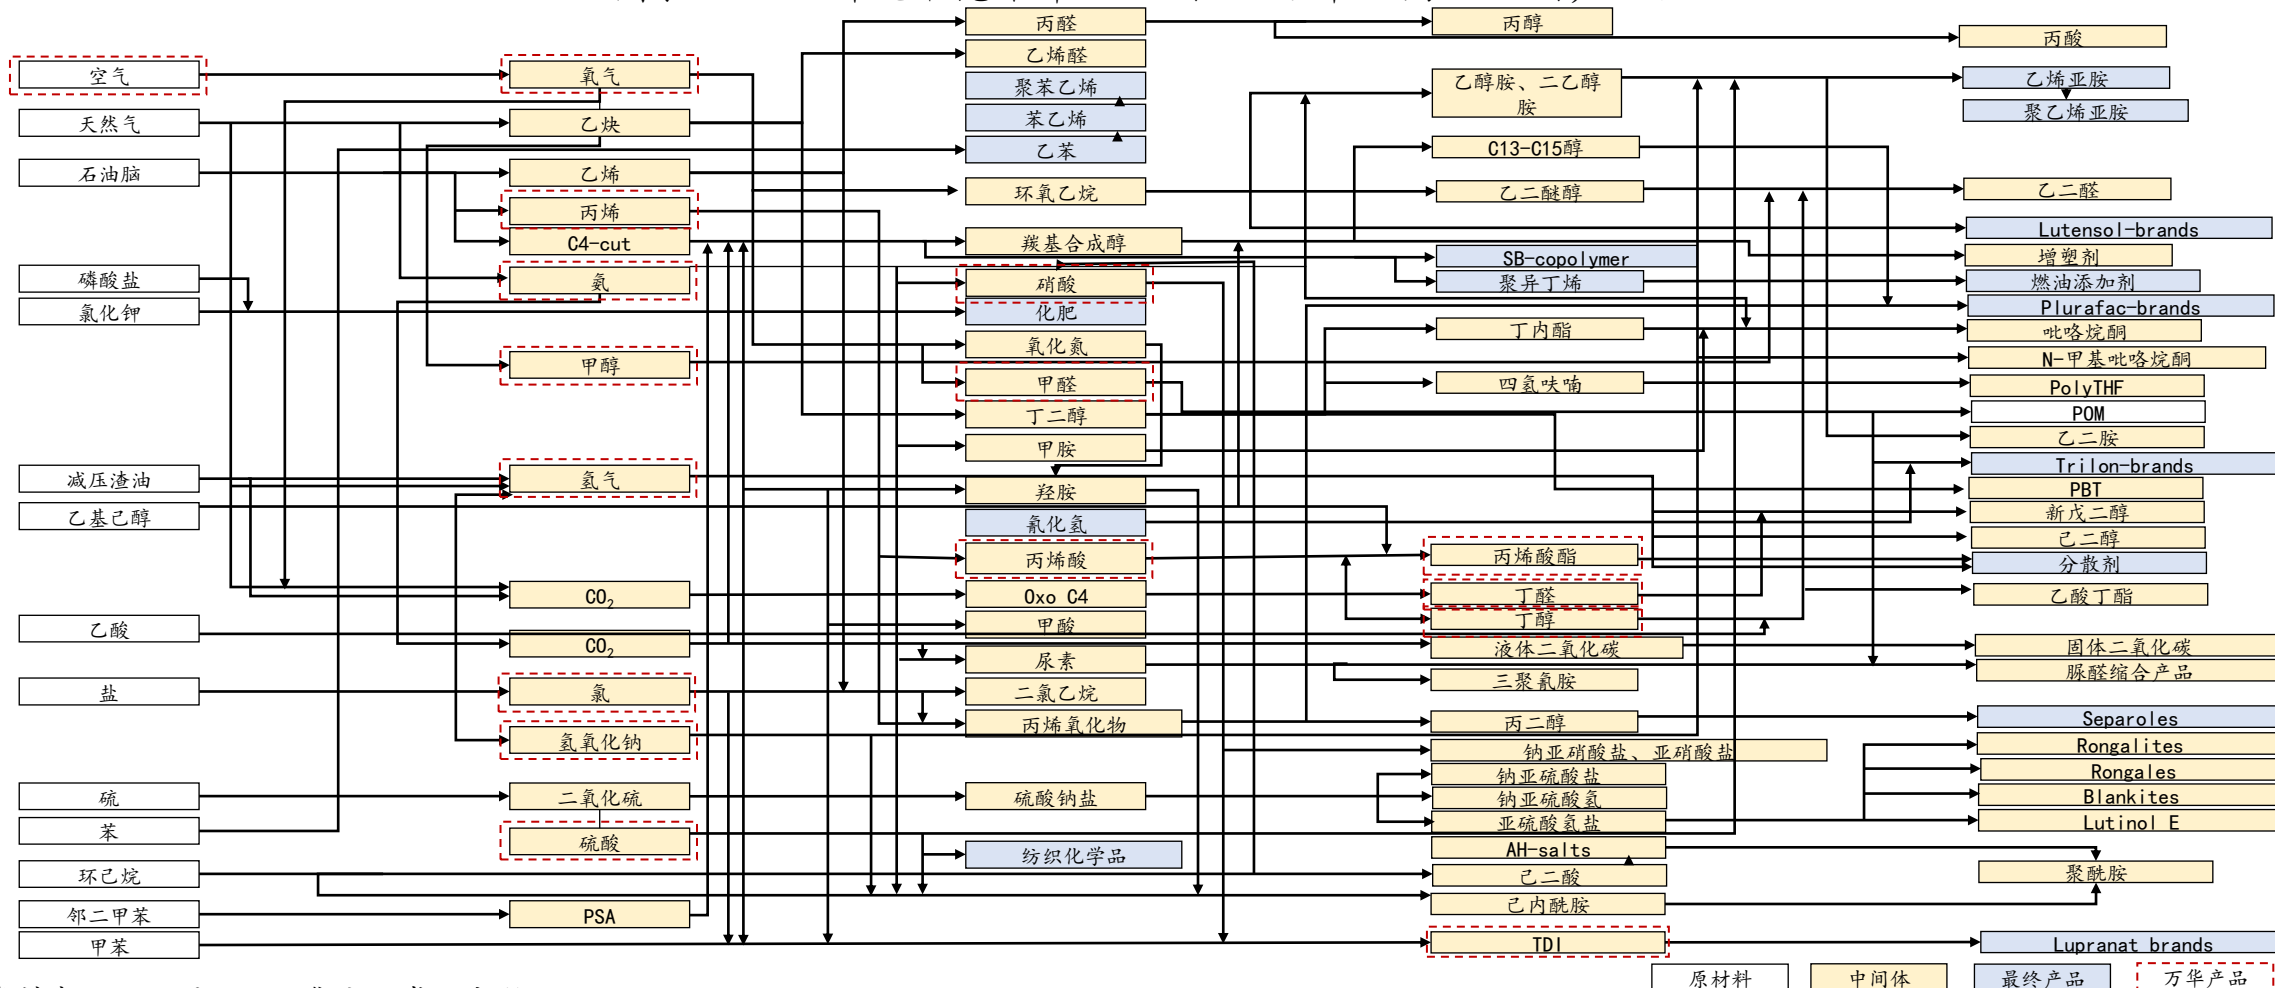 空气
天然气
石油脑
磷酸盐
氯化钾
减压渣油
乙基己醇
乙酸
盐
硫
苯
环己烷
邻二甲苯
甲苯
氧气
乙炔
乙烯
丙烯
C4-cut
氨
甲醇
氢气
CO₂
CO₂
氯
氢氧化钠
二氧化硫
硫酸
PSA
丙醛
乙烯醛
聚苯乙烯
苯乙烯
乙苯
环氧乙烷
羰基合成醇
硝酸
化肥
氧化氮
甲醛
丁二醇
甲胺
羟胺
氰化氢
丙烯酸
Oxo C4
甲酸
尿素
二氯乙烷
丙烯氧化物
硫酸钠盐
纺织化学品
丙醇
乙醇胺、二乙醇
胺
C13-C15醇
乙二醚醇
SB-copolymer
聚异丁烯
丁内酯
四氢呋喃
丙烯酸酯
丁醛
丁醇
液体二氧化碳
三聚氰胺
丙二醇
钠亚硝酸盐、亚硝酸盐
钠亚硫酸盐
钠亚硫酸氢
亚硫酸氢盐
AH-salts
己二酸
己内酰胺
TDI
丙酸
乙烯亚胺
聚乙烯亚胺
乙二醛
Lutensol-brands
增塑剂
燃油添加剂
Plurafac-brands
吡咯烷酮
N-甲基吡咯烷酮
PolyTHF
POM
乙二胺
Trilon-brands
PBT
新戊二醇
己二醇
分散剂
乙酸丁酯
固体二氧化碳
脲醛缩合产品
Separoles
Rongalites
Rongales
Blankites
Lutinol E
聚酰胺
Lupranat brands
原材料
中间体
最终产品
万华产品